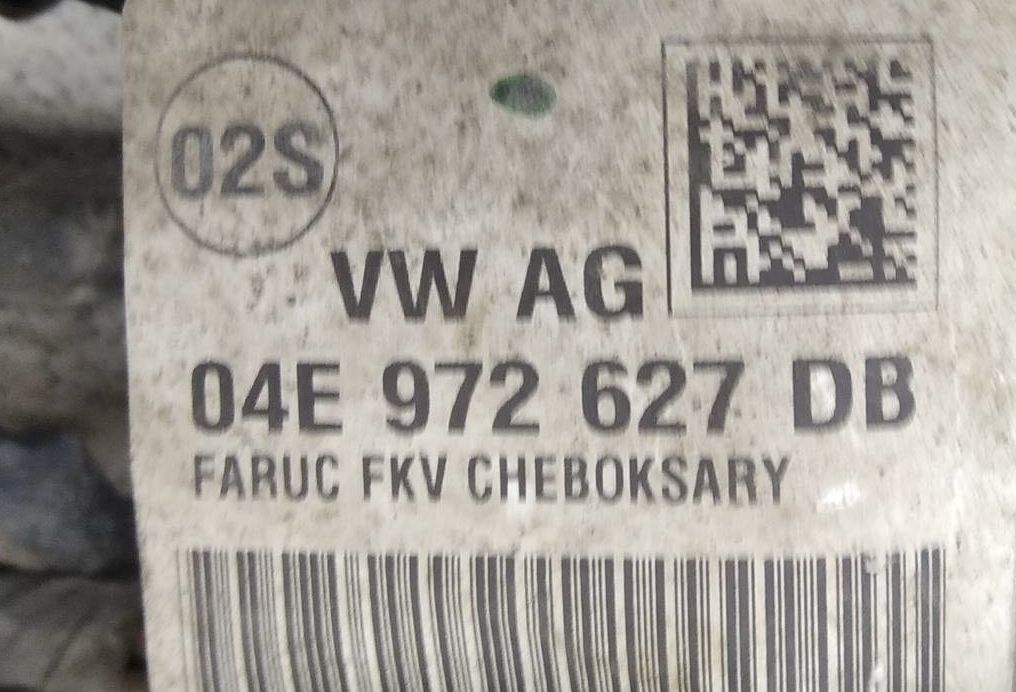 02S
VW AG
04E 972 627 DB
FARUC FKV CHEBOKSARY